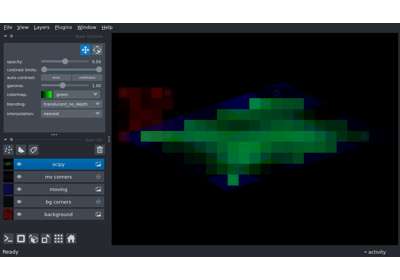 File View Layers Plugins Window Help
opacity: 0.50
contrast limits:
auto-contrast: once continuous
gamma: 1.00
colormap: green
blending: translucent_no_depth
interpolation: nearest
scipy
mv corners
moving
bg corners
background
Ready
activity